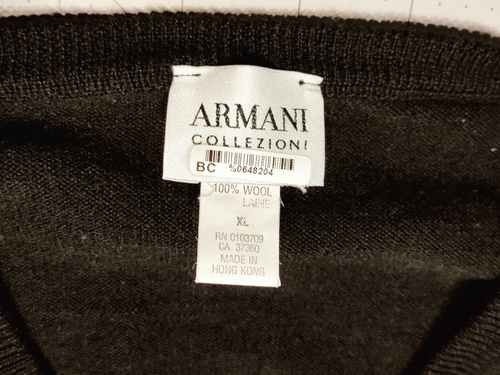 ARMANI
COLLEZIONI
BC %0648204
100% WOOL
LAINE
XL
RN 0103709
CA 37360
MADE IN
HONG KONG